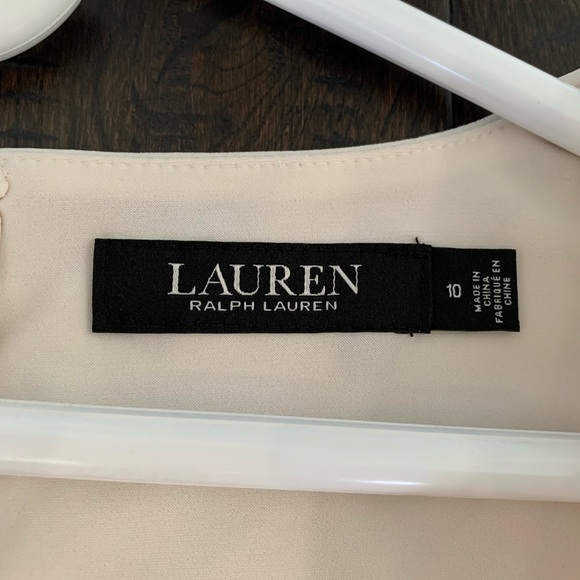 LAUREN
RALPH LAUREN
10
MADE IN
CHINA
FABRIQUÉ EN
CHINE